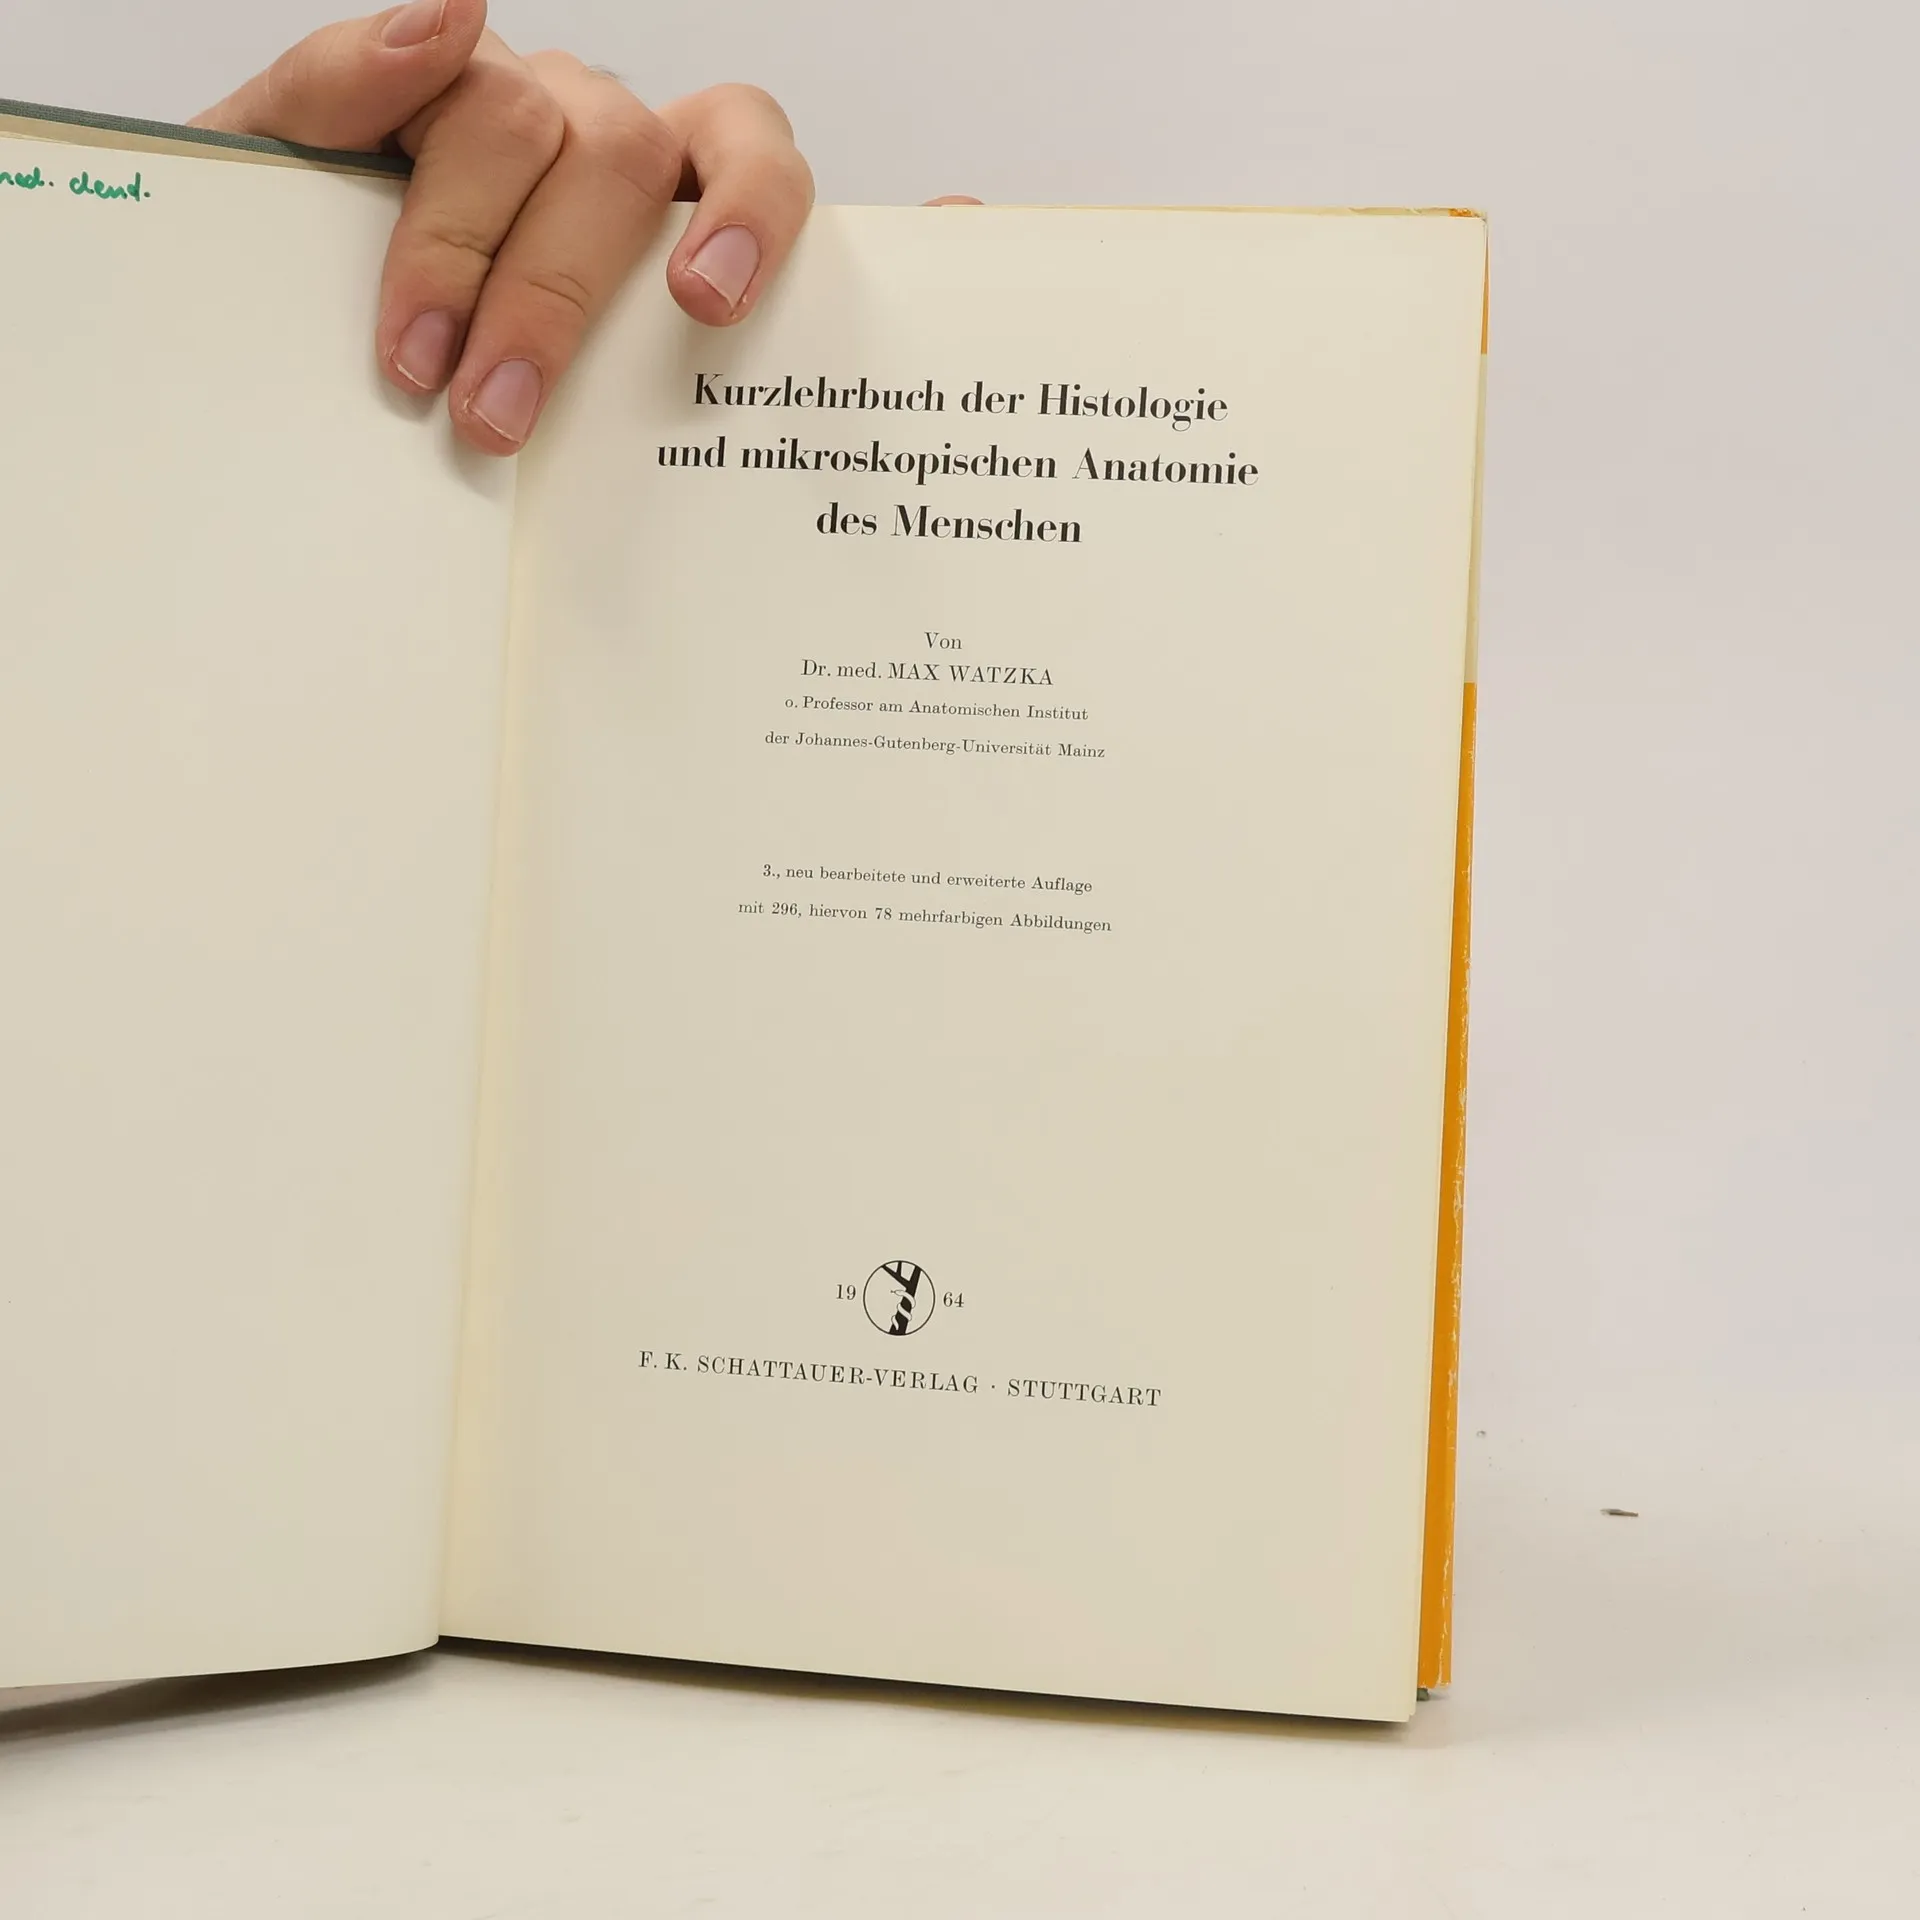 med. dent.
Kurzlehrbuch der Histologie
und mikroskopischen Anatomie
des Menschen
Von
Dr. med. MAX WATZKA
o. Professor am Anatomischen Institut
der Johannes-Gutenberg-Universität Mainz
3., neu bearbeitete und erweiterte Auflage
mit 296, hiervon 78 mehrfarbigen Abbildungen
19 64
F. K. SCHATTAUER-VERLAG · STUTTGART